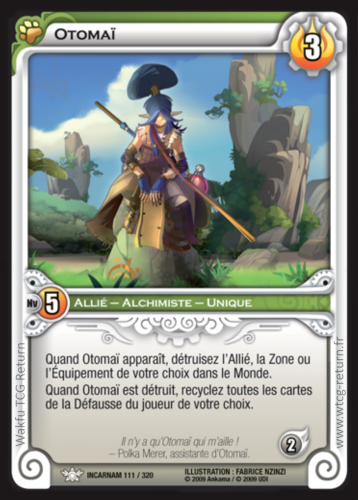 Otomaï
3
Nv 5
Allié – Alchimiste – Unique
Quand Otomaï apparaît, détruisez l'Allié, la Zone ou
l'Équipement de votre choix dans le Monde.
Quand Otomaï est détruit, recyclez toutes les cartes
de la Défausse du joueur de votre choix.
Il n'y a qu'Otomaï qui m'aille !
– Polka Merer, assistante d'Otomaï.
2
INCARNAM 111 / 320
ILLUSTRATION : FABRICE NZINZI
© 2009 Ankama / © 2009 UDI
Wakfu TCG Return
www.wtcg-return.fr